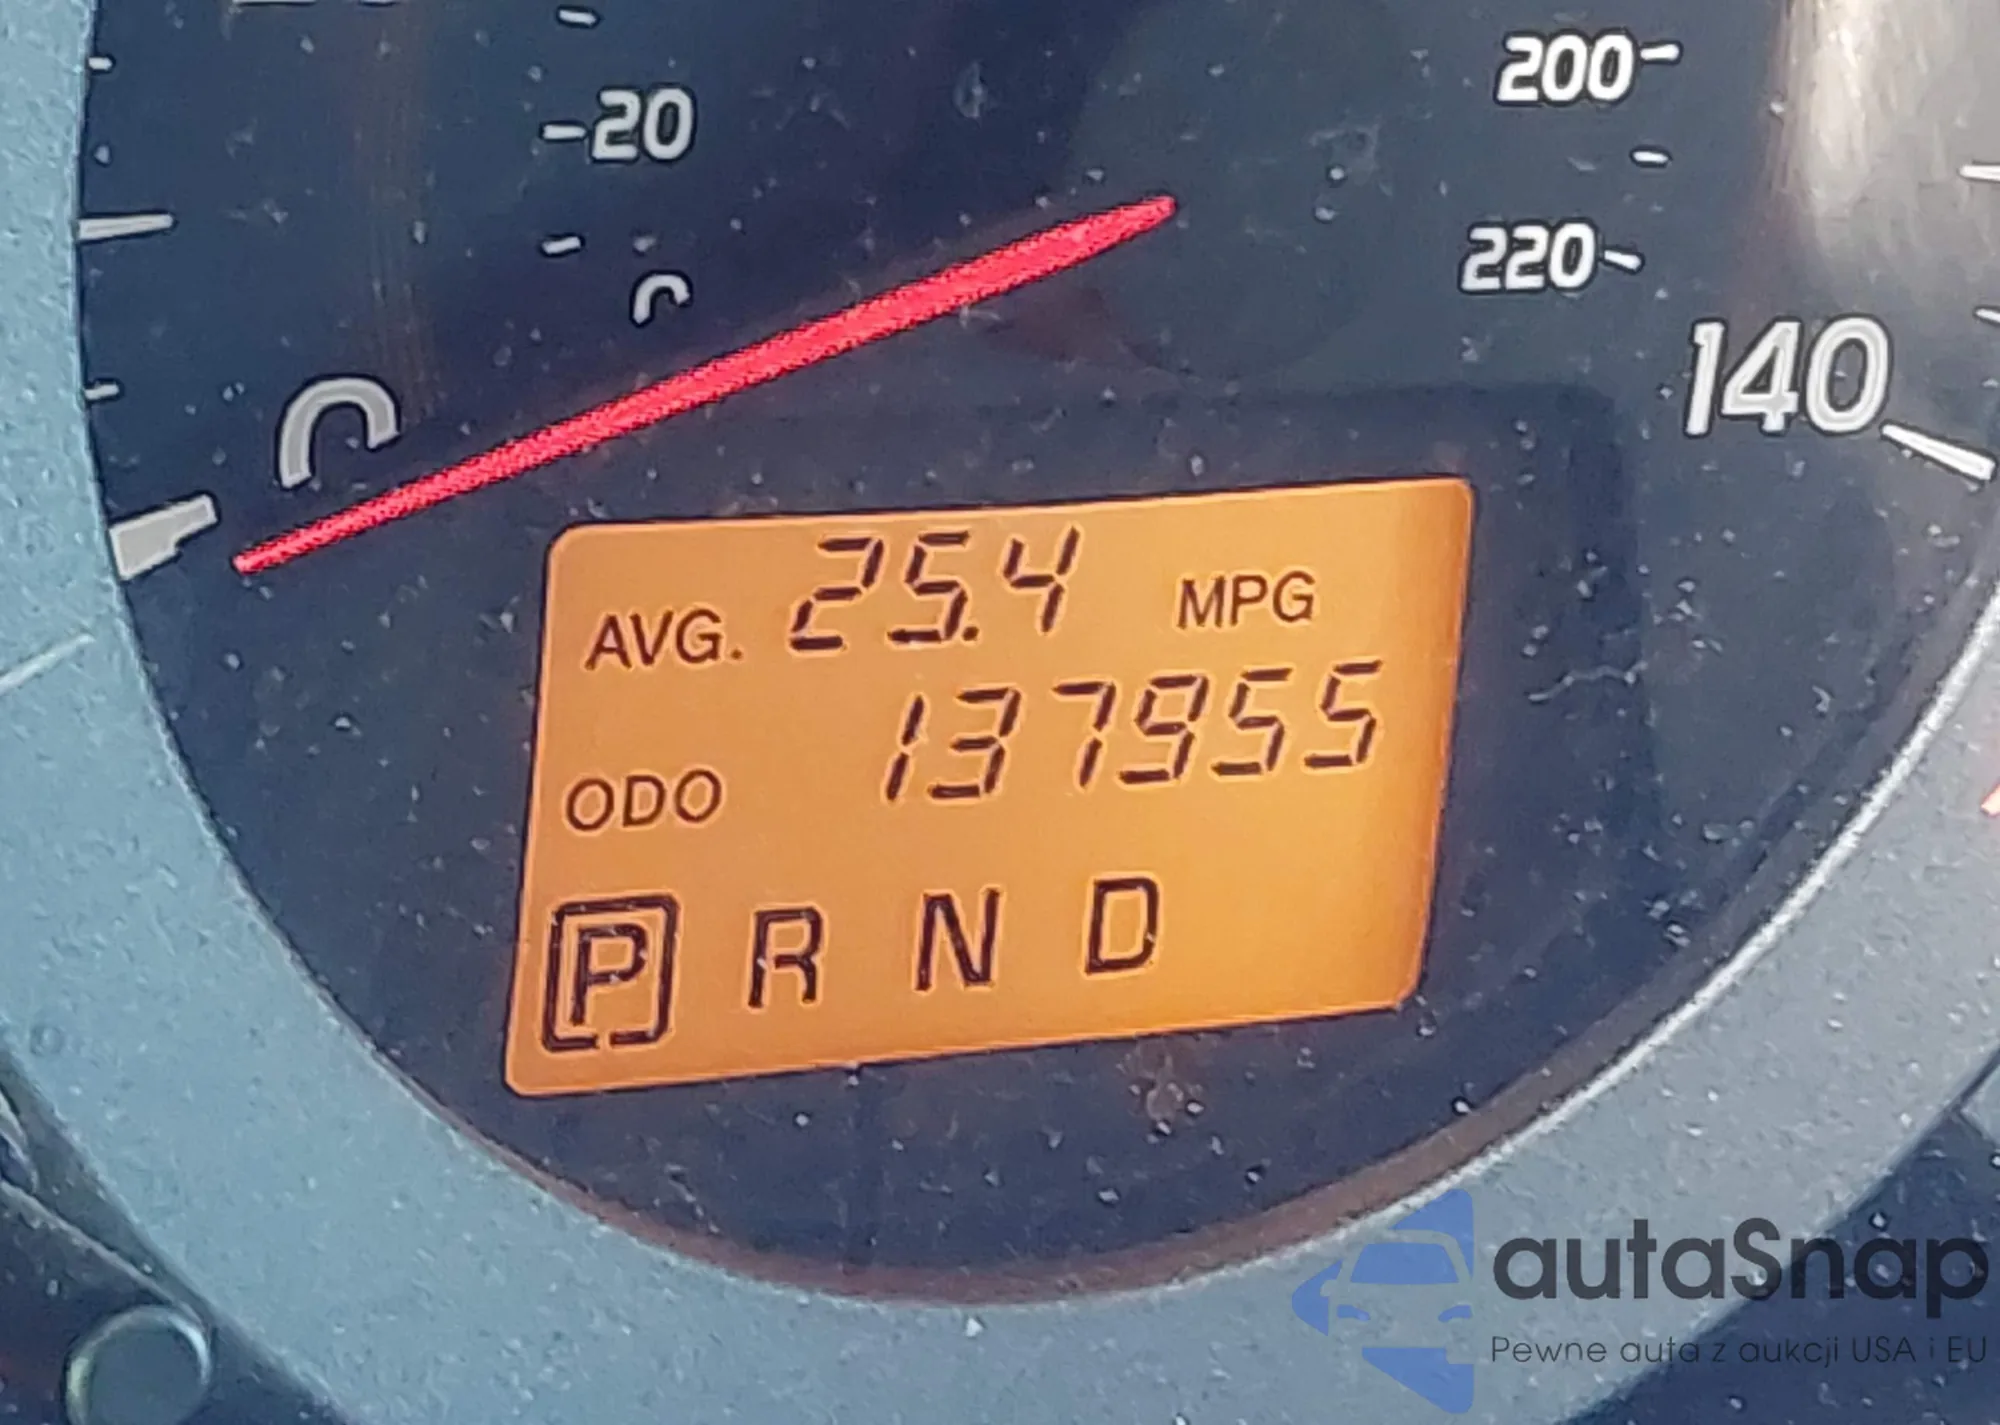 20
200
220
140
AVG. 25.4 MPG
ODO 137955
P R N D
autaSnap
Pewne auta z aukcji USA i EU